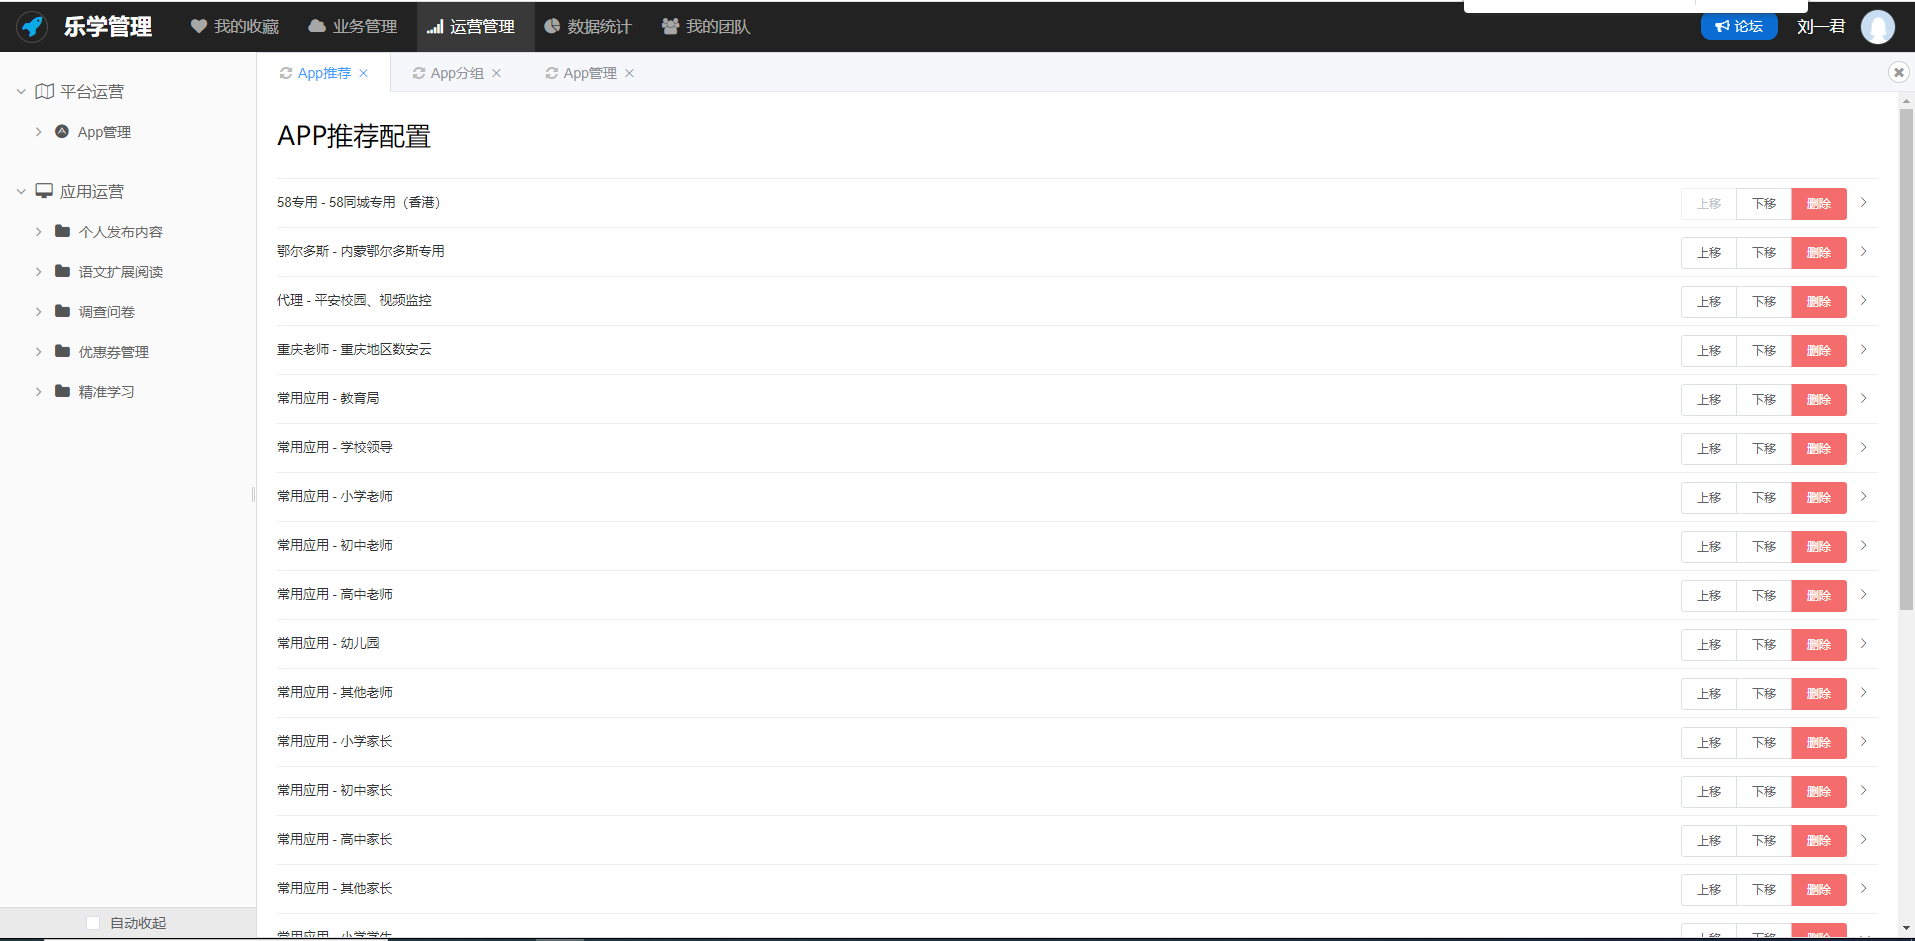 乐学管理 我的收藏 业务管理 运营管理 数据统计 我的团队 论坛 刘一君
App推荐 App分组 App管理
平台运营
App管理
应用运营
个人发布内容
语文扩展阅读
调查问卷
优惠券管理
精准学习
自动收起
APP推荐配置
58专用 - 58同城专用（香港） 上移 下移 删除
鄂尔多斯 - 内蒙鄂尔多斯专用 上移 下移 删除
代理 - 平安校园、视频监控 上移 下移 删除
重庆老师 - 重庆地区数安云 上移 下移 删除
常用应用 - 教育局 上移 下移 删除
常用应用 - 学校领导 上移 下移 删除
常用应用 - 小学老师 上移 下移 删除
常用应用 - 初中老师 上移 下移 删除
常用应用 - 高中老师 上移 下移 删除
常用应用 - 幼儿园 上移 下移 删除
常用应用 - 其他老师 上移 下移 删除
常用应用 - 小学家长 上移 下移 删除
常用应用 - 初中家长 上移 下移 删除
常用应用 - 高中家长 上移 下移 删除
常用应用 - 其他家长 上移 下移 删除
常用应用 - 小学学生 上移 下移 删除